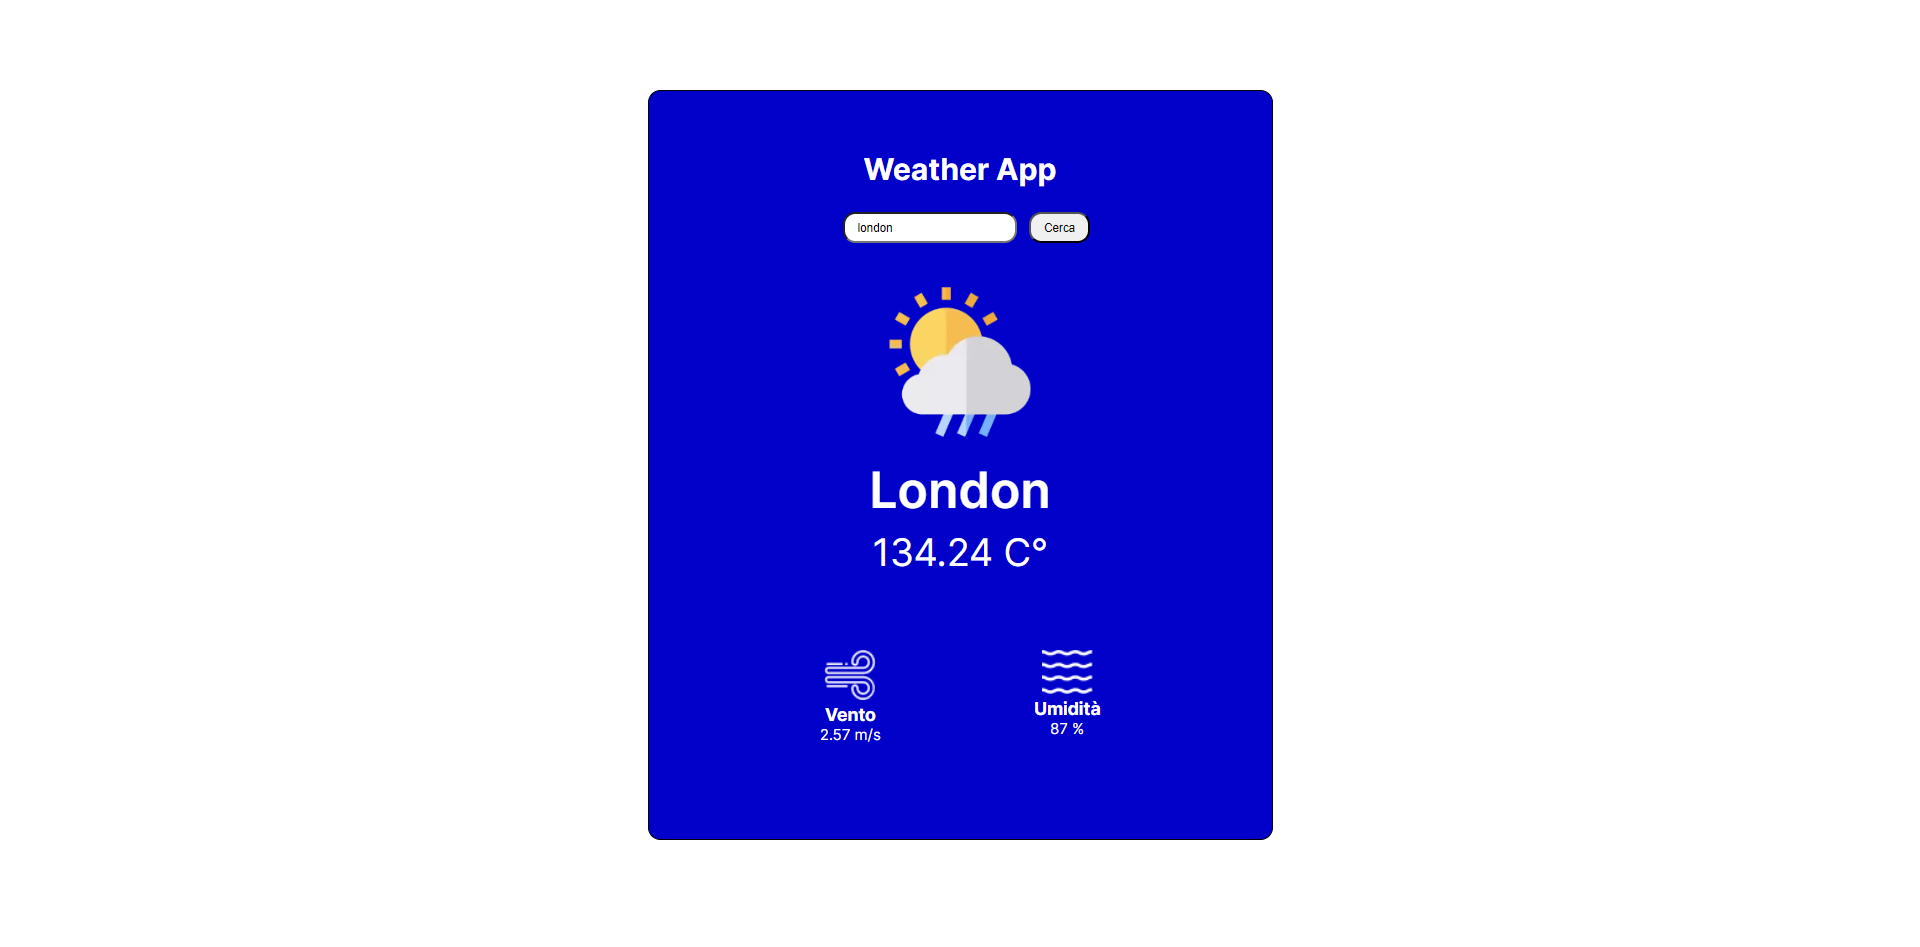 Weather App
london Cerca
London
134.24 C°
Vento Umidità
2.57 m/s 87 %